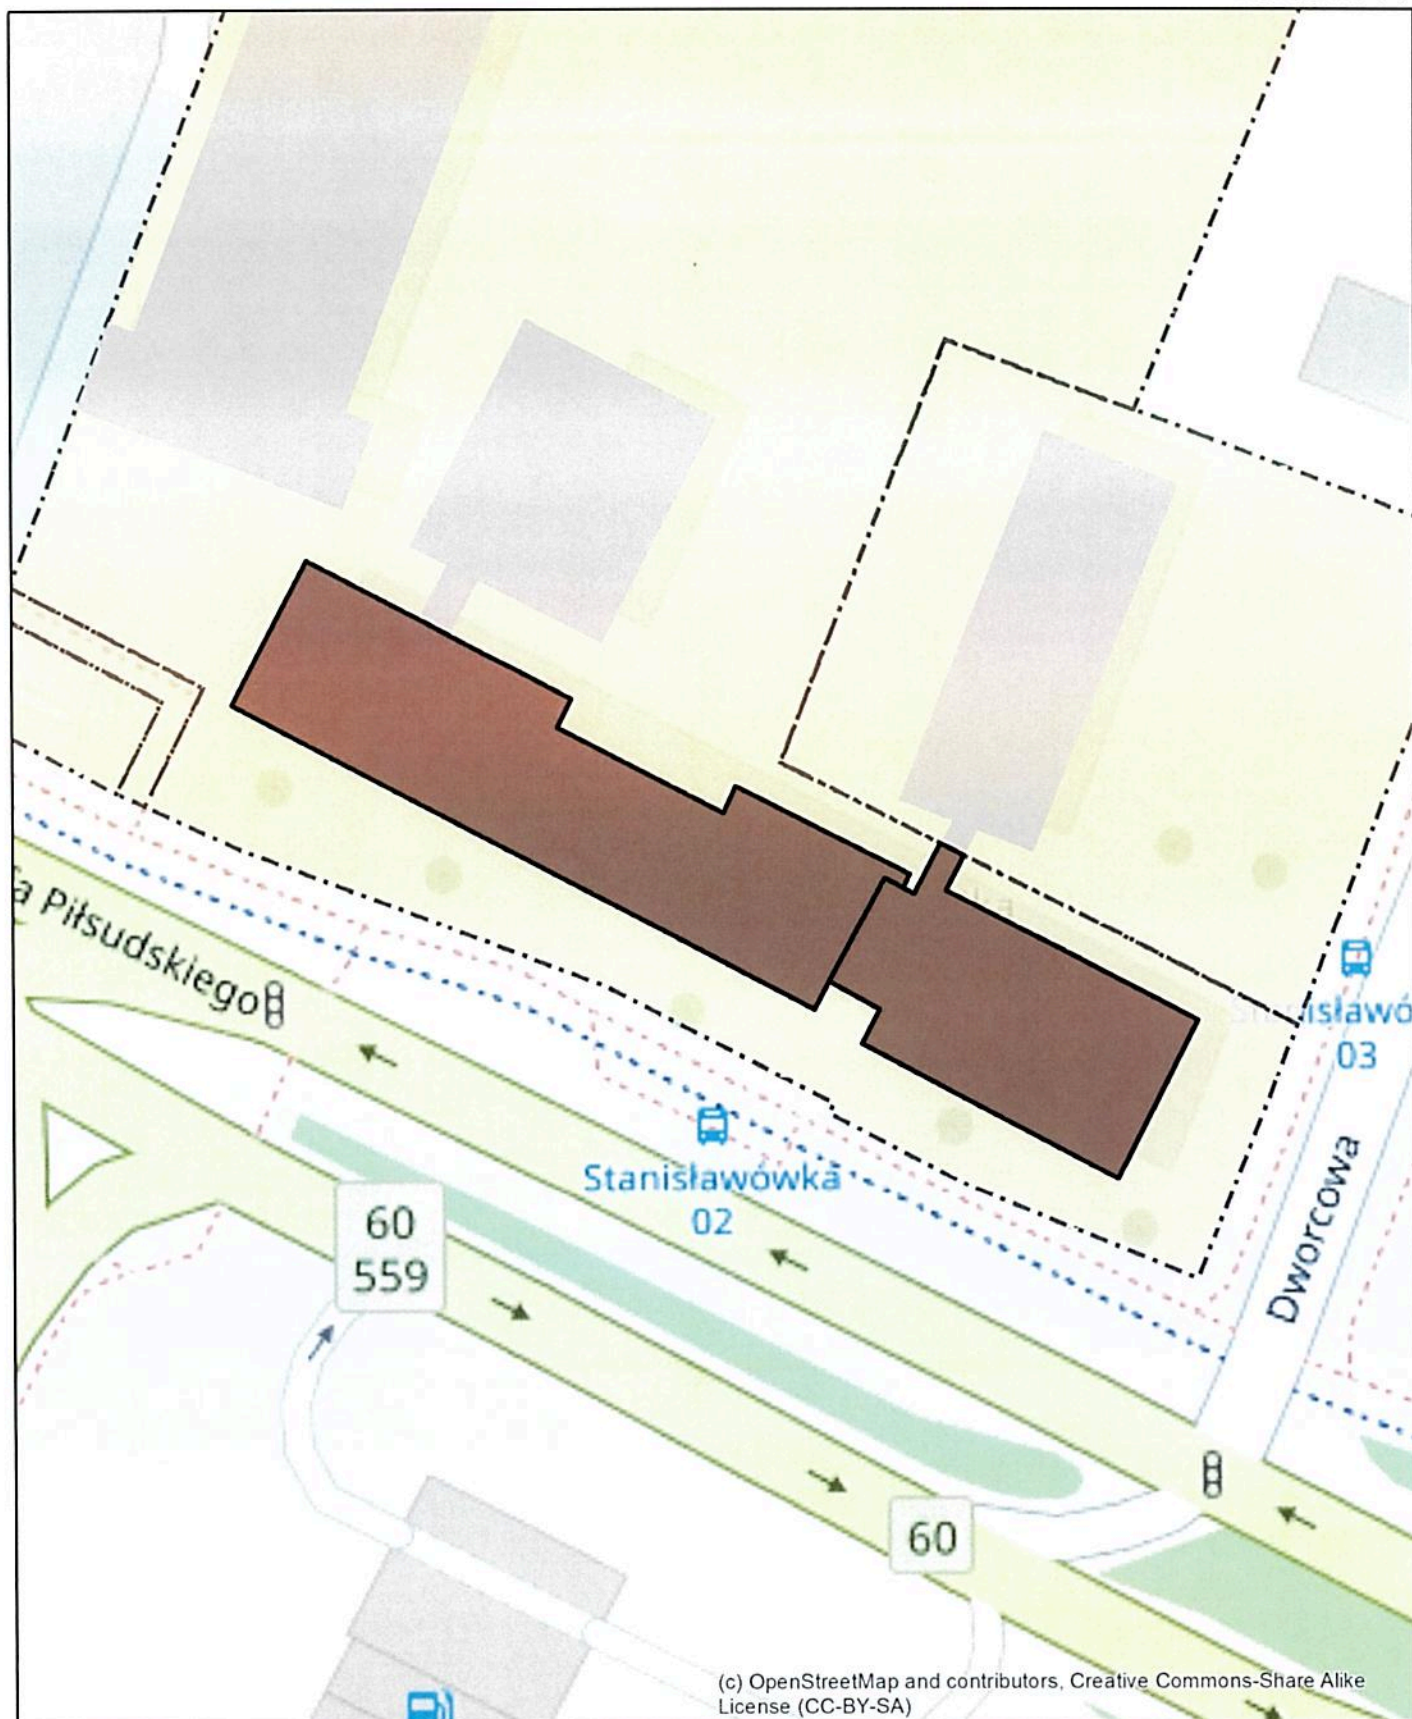 a Piłsudskiego
Stanisławówka
02
isławó
03
Dworcowa
60
559
60
(c) OpenStreetMap and contributors, Creative Commons-Share Alike
License (CC-BY-SA)